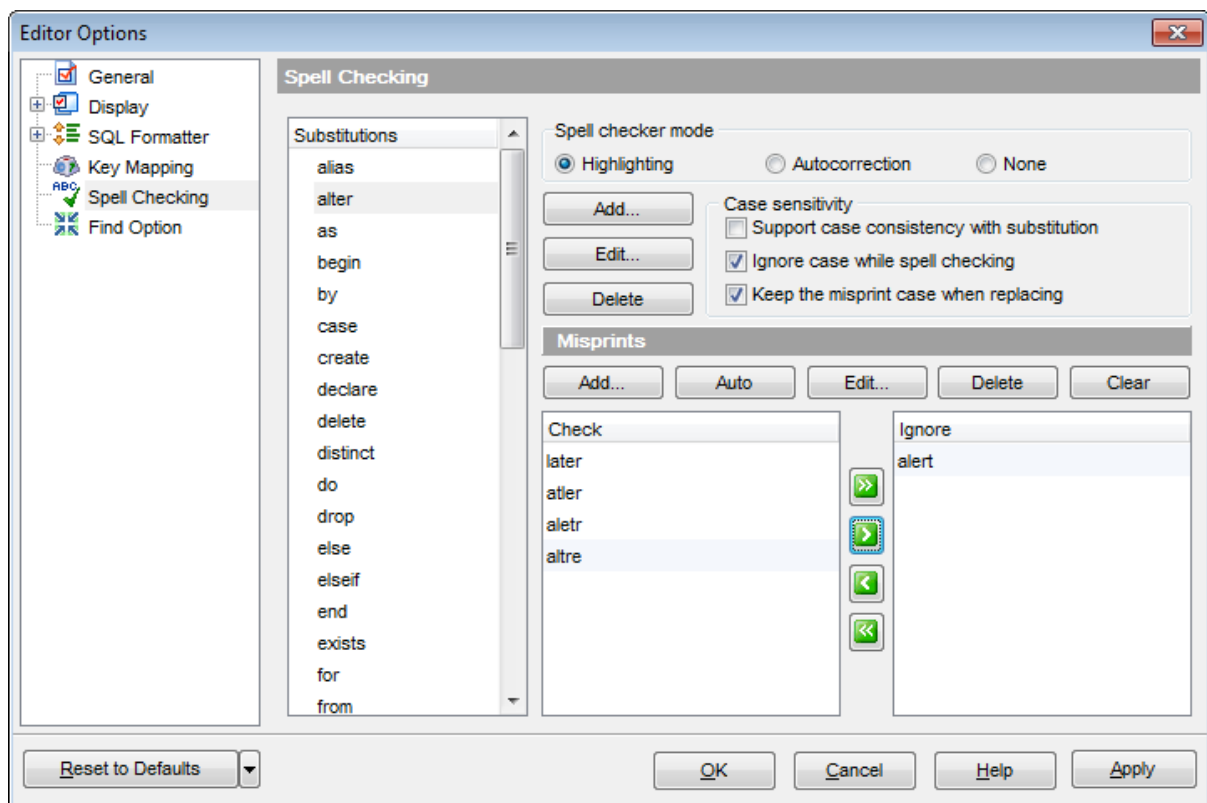 Editor Options
General
Display
SQL Formatter
Key Mapping
ABC
Spell Checking
Find Option
Spell Checking
Substitutions
alias
alter
as
begin
by
case
create
declare
delete
distinct
do
drop
else
elseif
end
exists
for
from
Spell checker mode
Highlighting Autocorrection None
Add...
Edit...
Delete
Case sensitivity
Support case consistency with substitution
Ignore case while spell checking
Keep the misprint case when replacing
Misprints
Add... Auto Edit... Delete Clear
Check
later
atler
aletr
altre
Ignore
alert
Reset to Defaults OK Cancel Help Apply